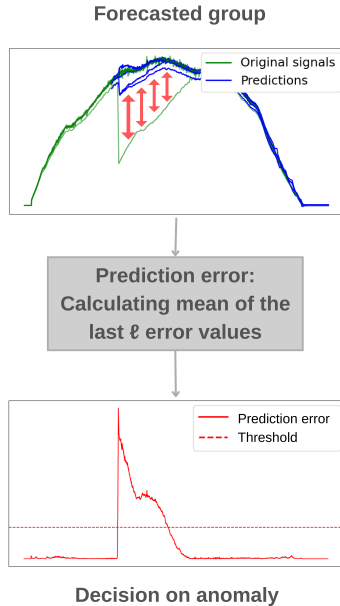 Forecasted group
Original signals
Predictions
Prediction error:
Calculating mean of the
last ℓ error values
Prediction error
Threshold
Decision on anomaly